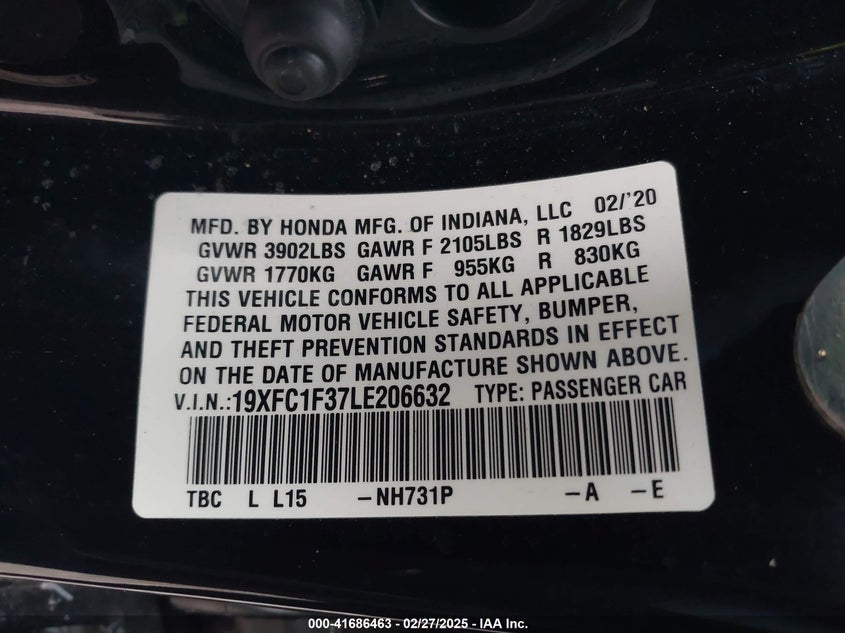 MFD. BY HONDA MFG. OF INDIANA, LLC 02/'20
GVWR 3902LBS GAWR F 2105LBS R 1829LBS
GVWR 1770KG GAWR F 955KG R 830KG
THIS VEHICLE CONFORMS TO ALL APPLICABLE
FEDERAL MOTOR VEHICLE SAFETY, BUMPER,
AND THEFT PREVENTION STANDARDS IN EFFECT
ON THE DATE OF MANUFACTURE SHOWN ABOVE.
V.I.N.:19XFC1F37LE206632 TYPE: PASSENGER CAR
TBC L L15 –NH731P –A –E
000-41686463 - 02/27/2025 - IAA Inc.